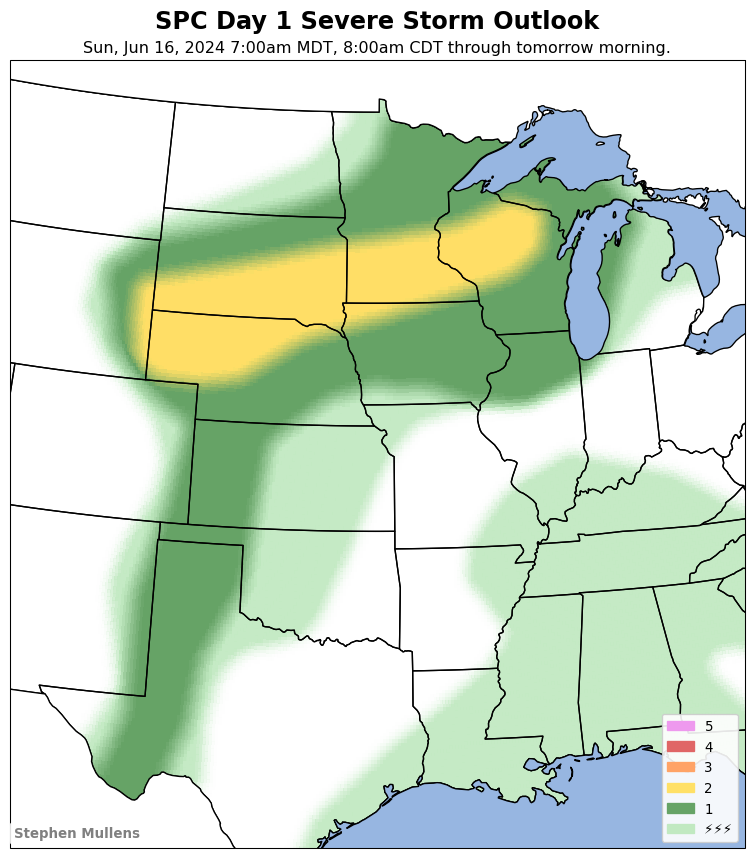 SPC Day 1 Severe Storm Outlook
Sun, Jun 16, 2024 7:00am MDT, 8:00am CDT through tomorrow morning.
5
4
3
2
1
⚡⚡⚡
Stephen Mullens